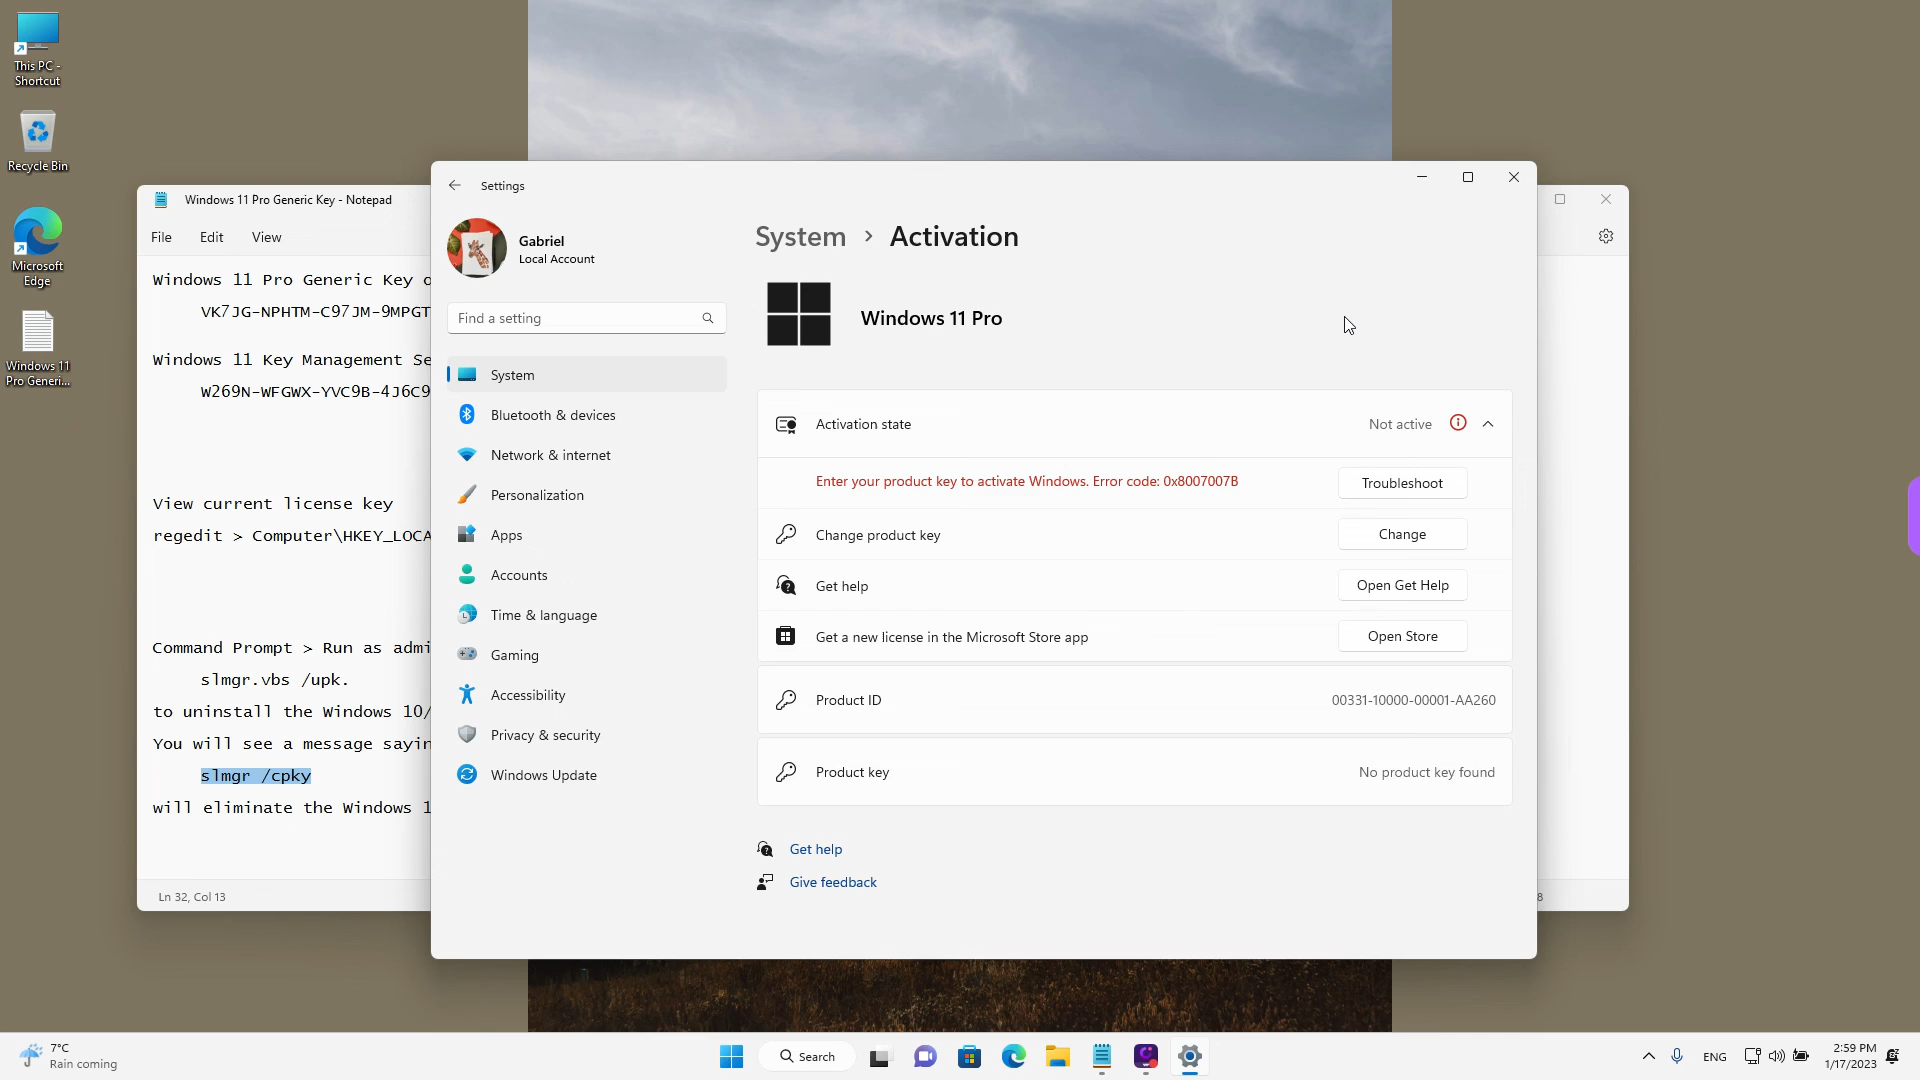 This PC -
Shortcut
Recycle Bin
Microsoft
Edge
Windows 11
Pro Generi...
Windows 11 Pro Generic Key - Notepad
File Edit View
Windows 11 Pro Generic Key
VK7JG-NPHTM-C97JM-9MPGT
Windows 11 Key Management Se
W269N-WFGWX-YVC9B-4J6C9
View current license key
regedit > Computer\HKEY_LOCA
Command Prompt > Run as admi
slmgr.vbs /upk.
to uninstall the Windows 10/
You will see a message sayin
slmgr /cpky
will eliminate the Windows 1
Ln 32, Col 13
8
Settings
Gabriel
Local Account
Find a setting
System
Bluetooth & devices
Network & internet
Personalization
Apps
Accounts
Time & language
Gaming
Accessibility
Privacy & security
Windows Update
System > Activation
Windows 11 Pro
Activation state Not active
Enter your product key to activate Windows. Error code: 0x8007007B Troubleshoot
Change product key Change
Get help Open Get Help
Get a new license in the Microsoft Store app Open Store
Product ID 00331-10000-00001-AA260
Product key No product key found
Get help
Give feedback
7°C
Rain coming
Search
ENG
2:59 PM
1/17/2023